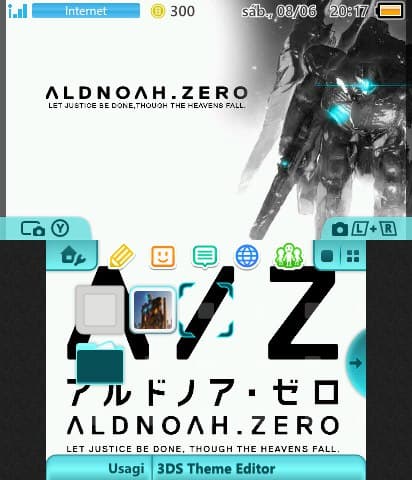 Internet
300
sáb., 08/06
20:17
ALDNOAH.ZERO
LET JUSTICE BE DONE,THOUGH THE HEAVENS FALL.
Y
L+R
A/Z
アルドノア・ゼロ
ALDNOAH.ZERO
LET JUSTICE BE DONE, THOUGH THE HEAVENS FALL.
Usagi
3DS Theme Editor